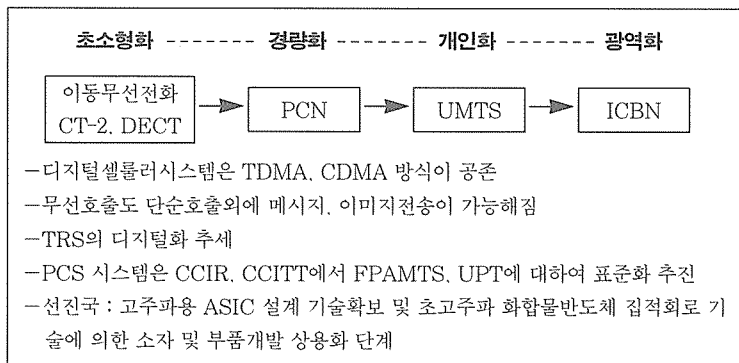 초소형화 ------- 경량화 ------- 개인화 ------- 광역화
이동무선전화
CT-2, DECT
PCN
UMTS
ICBN
－디지털셀룰러시스템은 TDMA, CDMA 방식이 공존
－무선호출도 단순호출외에 메시지, 이미지전송이 가능해짐
－TRS의 디지털화 추세
－PCS 시스템은 CCIR, CCITT에서 FPAMTS, UPT에 대하여 표준화 추진
－선진국 : 고주파용 ASIC 설계 기술확보 및 초고주파 화합물반도체 집적회로 기
술에 의한 소자 및 부품개발 상용화 단계